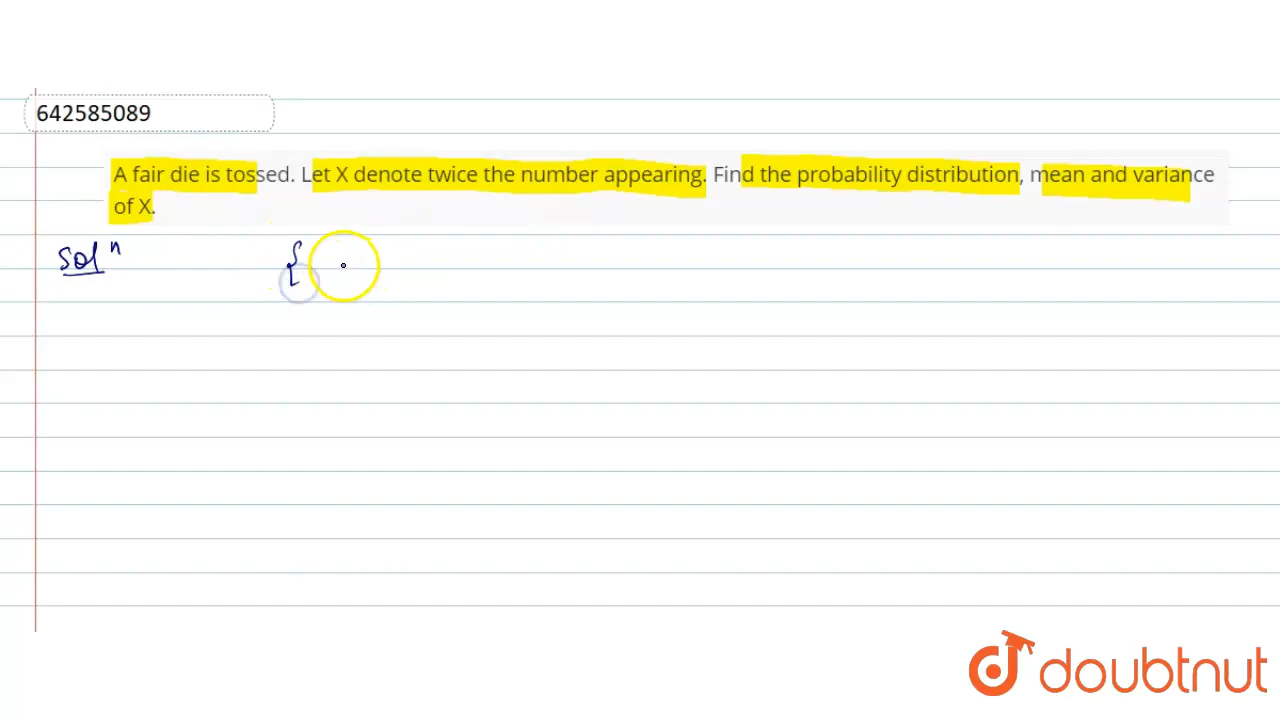 642585089
A fair die is tossed. Let X denote twice the number appearing. Find the probability distribution, mean and variance
of X.
Solⁿ {
doubtnut